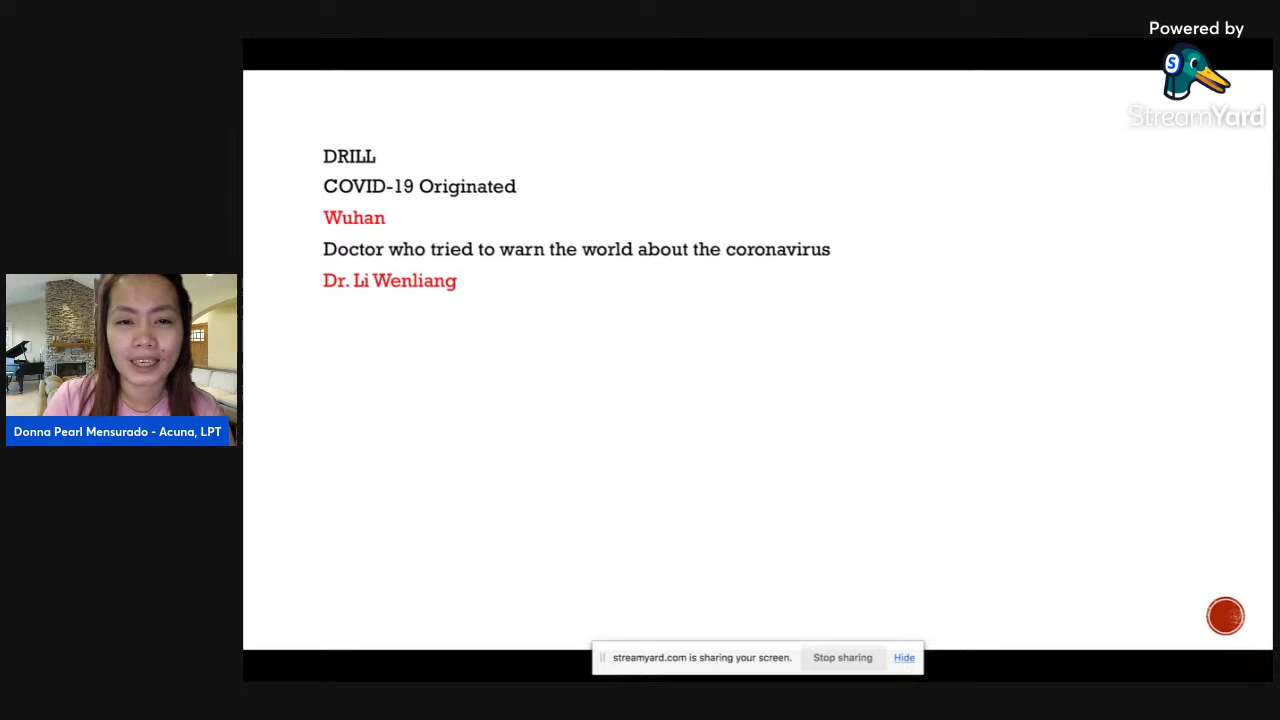 Powered by
StreamYard
DRILL
COVID-19 Originated
Wuhan
Doctor who tried to warn the world about the coronavirus
Dr. Li Wenliang
Donna Pearl Mensurado - Acuna, LPT
streamyard.com is sharing your screen. Stop sharing Hide